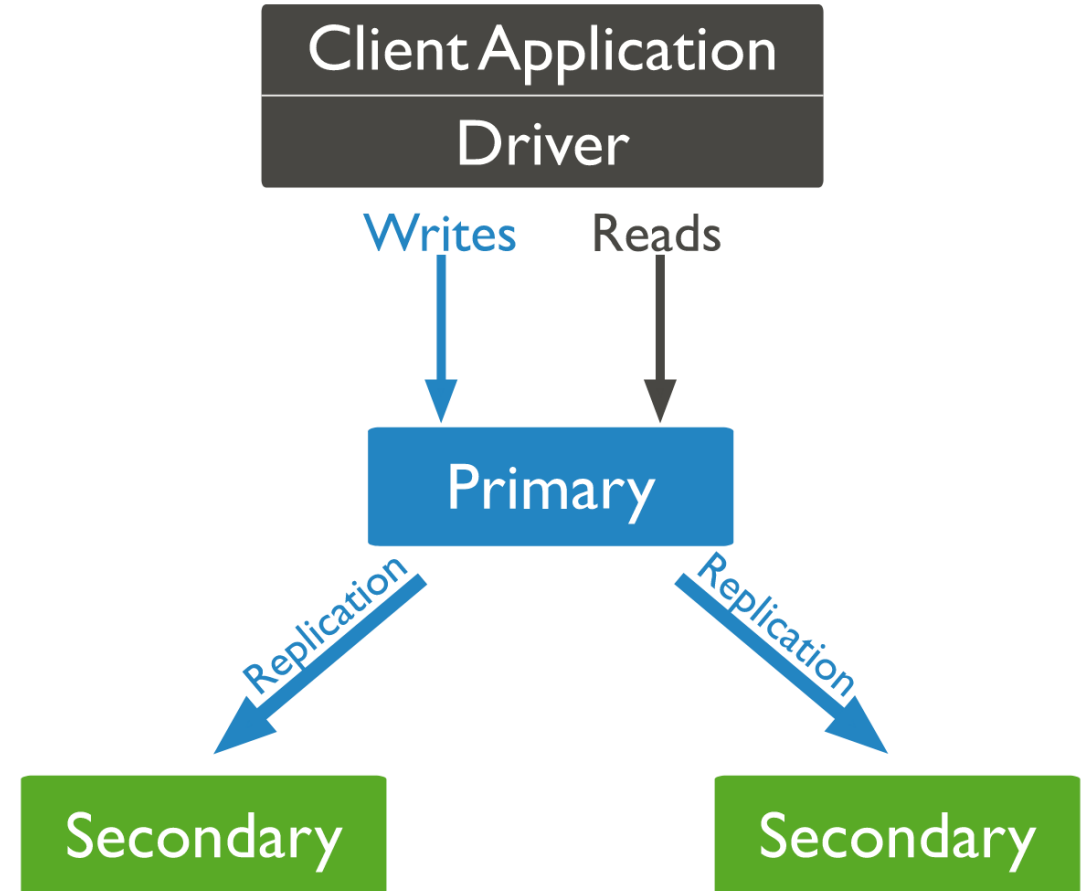 Client Application
Driver
Writes
Reads
Primary
Replication
Replication
Secondary
Secondary